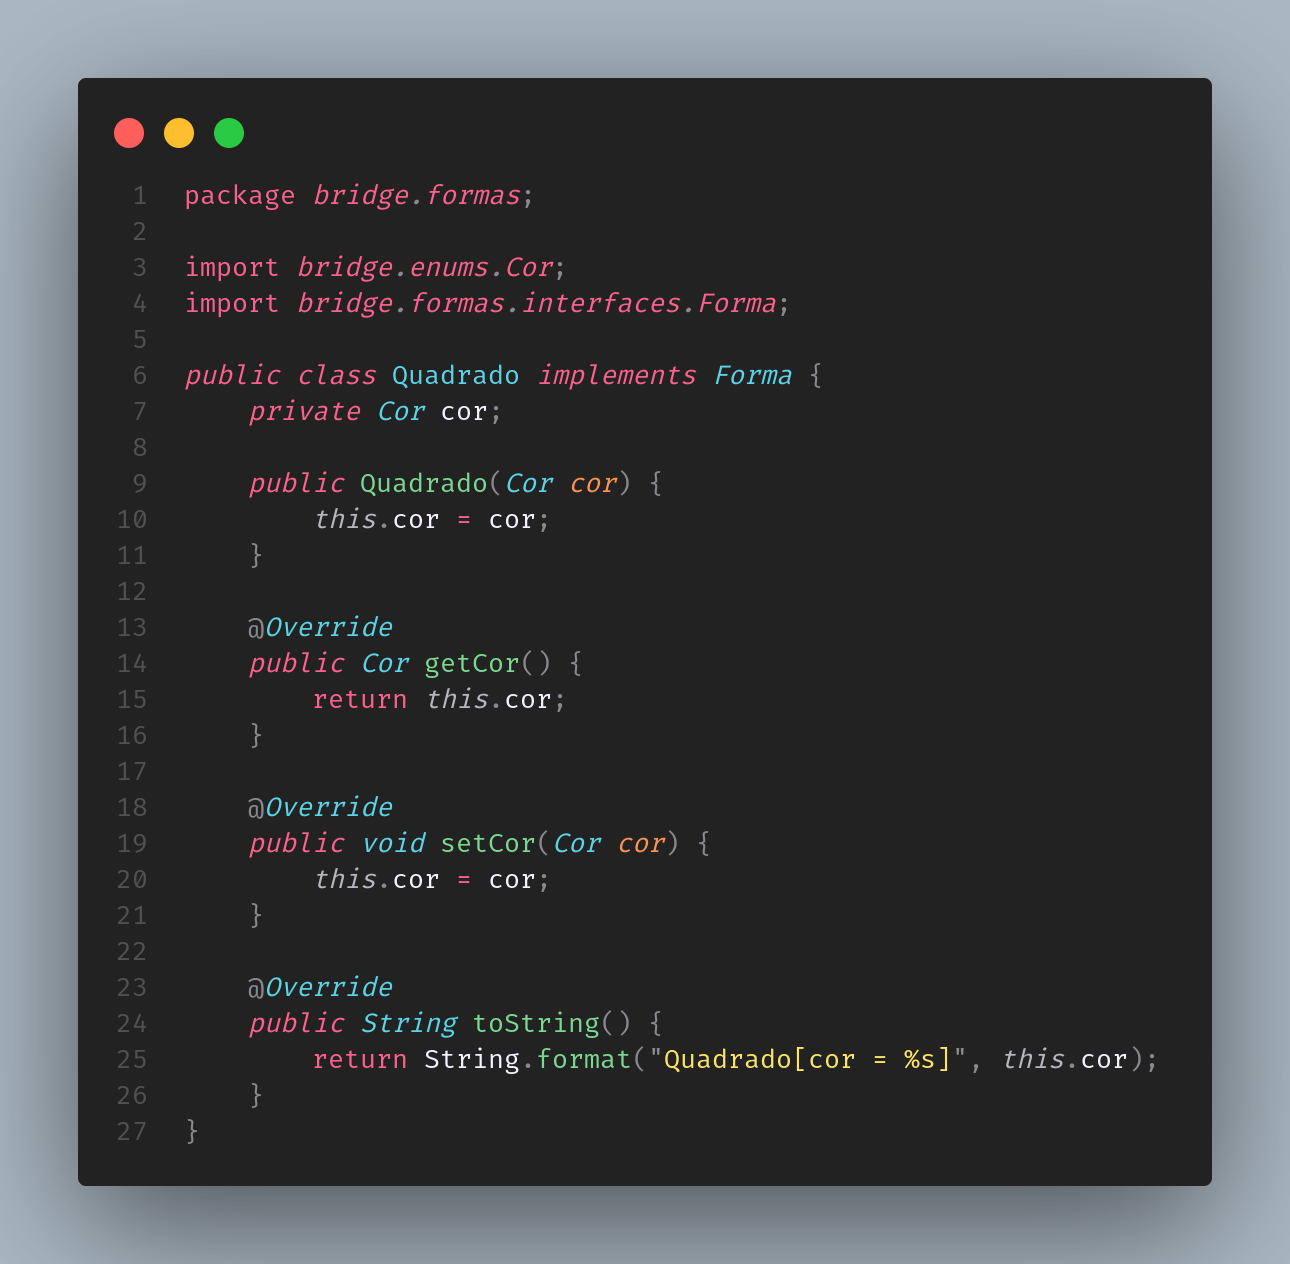 1 package bridge.formas;
2
3 import bridge.enums.Cor;
4 import bridge.formas.interfaces.Forma;
5
6 public class Quadrado implements Forma {
7     private Cor cor;
8
9     public Quadrado(Cor cor) {
10         this.cor = cor;
11     }
12
13     @Override
14     public Cor getCor() {
15         return this.cor;
16     }
17
18     @Override
19     public void setCor(Cor cor) {
20         this.cor = cor;
21     }
22
23     @Override
24     public String toString() {
25         return String.format("Quadrado[cor = %s]", this.cor);
26     }
27 }